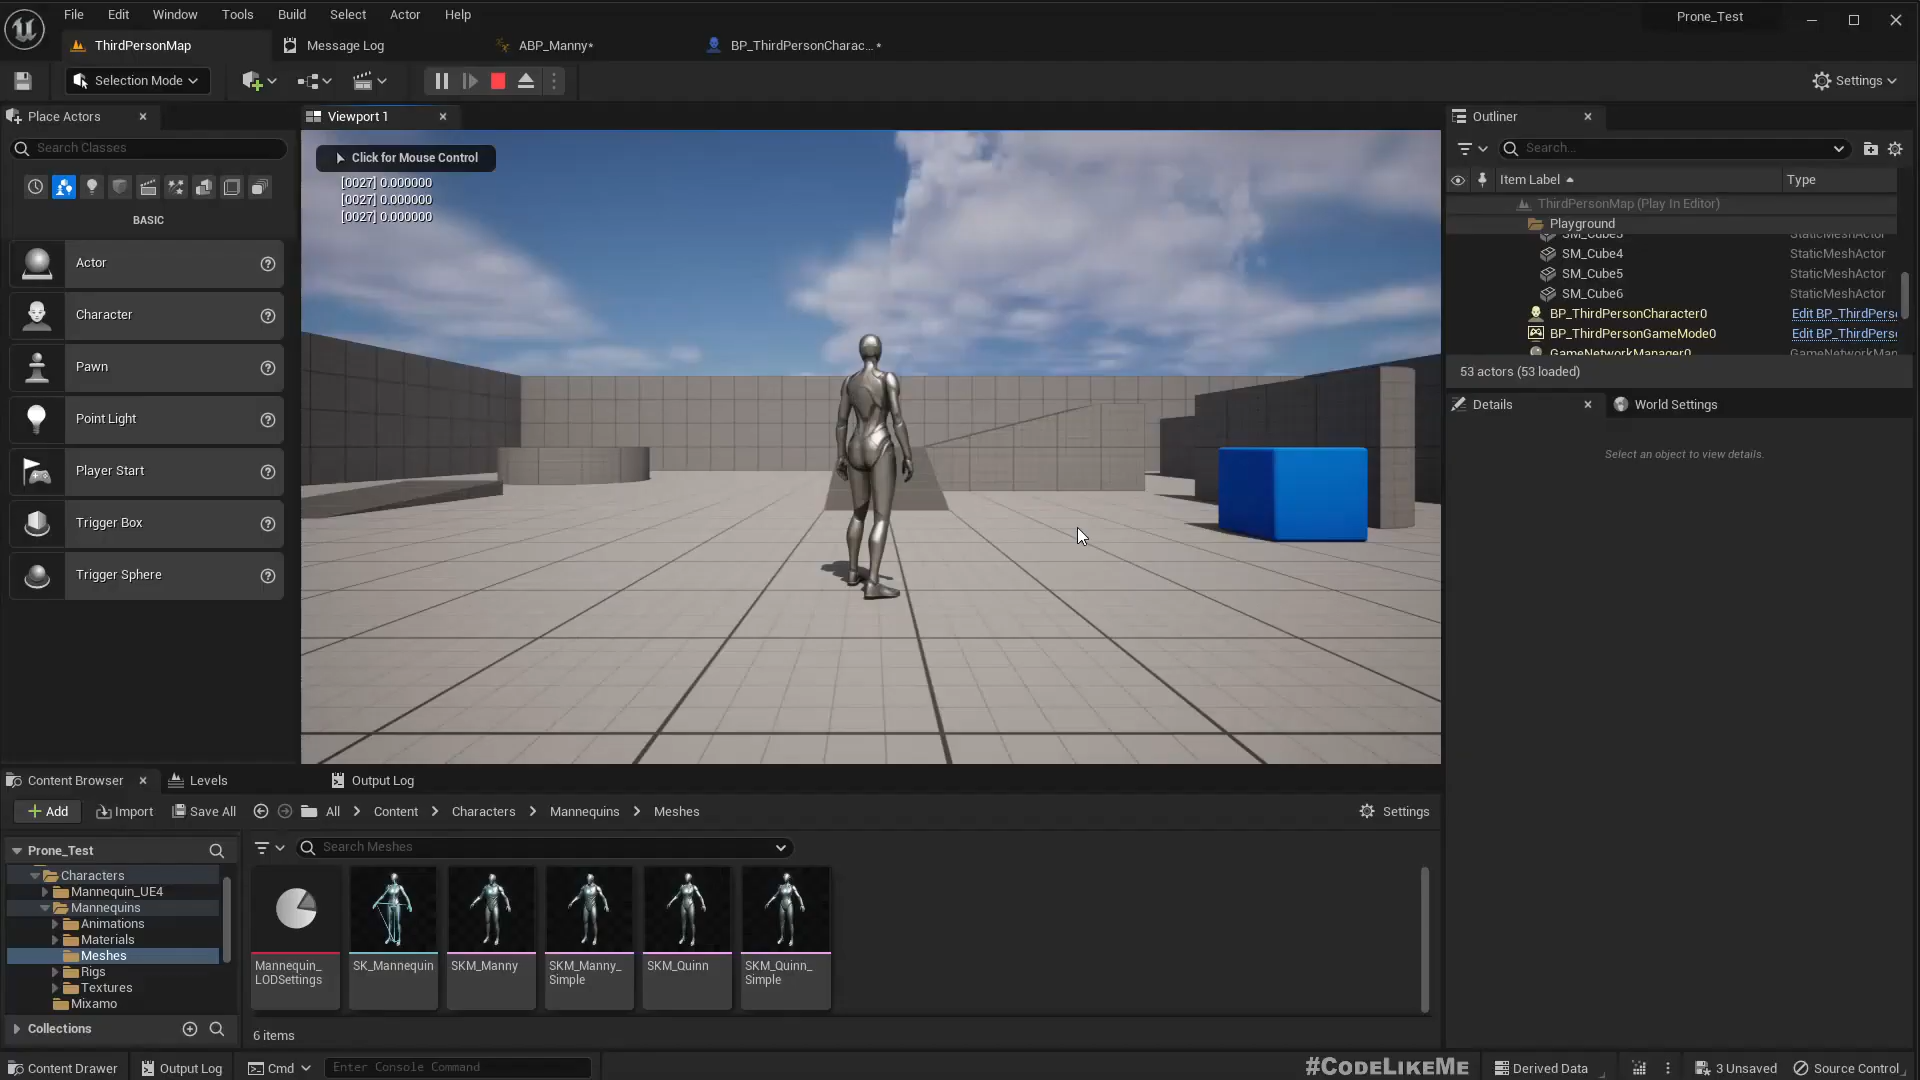 File Edit Window Tools Build Select Actor Help
Prone_Test
ThirdPersonMap
Message Log
ABP_Manny*
BP_ThirdPersonCharac... *
Selection Mode
Settings
Place Actors
Viewport 1
Outliner
Search Classes
Click for Mouse Control
Search...
[0027] 0.000000
[0027] 0.000000
[0027] 0.000000
Item Label
Type
ThirdPersonMap (Play In Editor)
BASIC
Playground
SM_Cube3 StaticMeshActor
SM_Cube4 StaticMeshActor
Actor
SM_Cube5 StaticMeshActor
SM_Cube6 StaticMeshActor
Character
BP_ThirdPersonCharacter0 Edit BP_ThirdPerso
BP_ThirdPersonGameMode0 Edit BP_ThirdPerso
GameNetworkManager0 GameNetworkMan
Pawn
53 actors (53 loaded)
Details
World Settings
Point Light
Select an object to view details.
Player Start
Trigger Box
Trigger Sphere
Content Browser
Levels
Output Log
Add Import Save All All Content Characters Mannequins Meshes
Settings
Prone_Test
Search Meshes
Characters
Mannequin_UE4
Mannequins
Animations
Materials
Meshes
Rigs
Textures
Mixamo
Mannequin_
LODSettings
SK_Mannequin
SKM_Manny
SKM_Manny_
Simple
SKM_Quinn
SKM_Quinn_
Simple
Collections
6 items
Content Drawer
Output Log
Cmd
Enter Console Command
#CodeLikeMe
Derived Data
3 Unsaved
Source Control